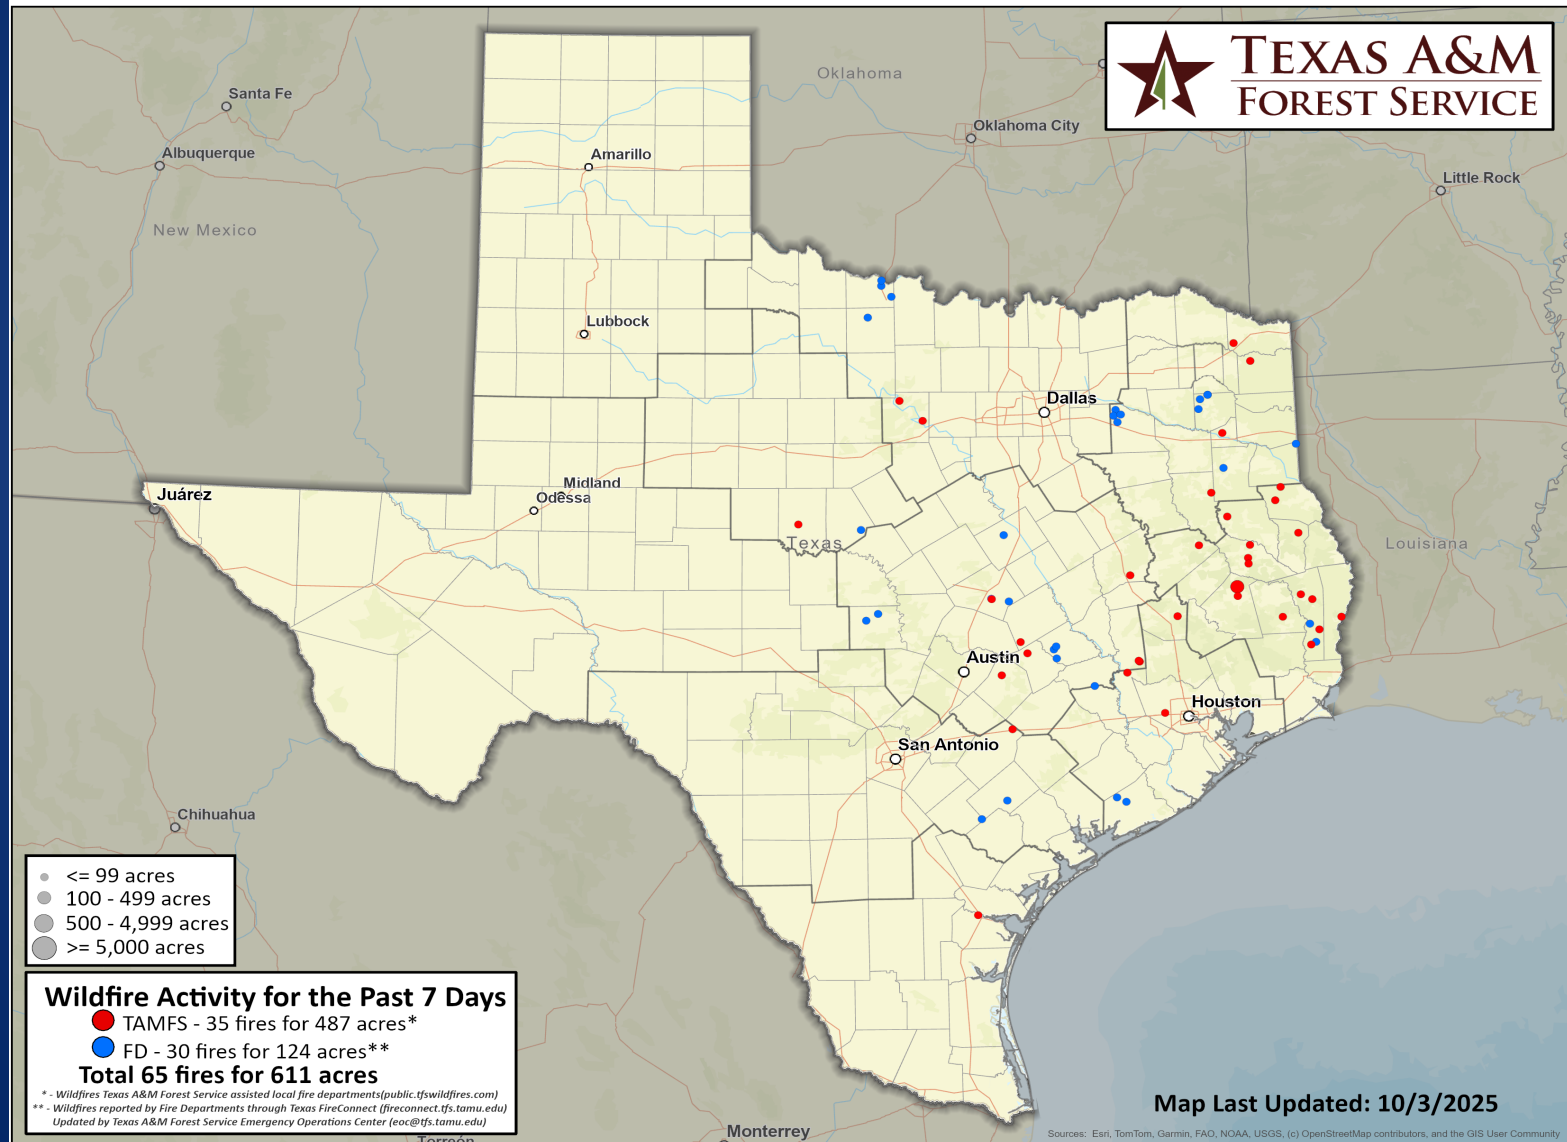 TEXAS A&M
FOREST SERVICE
Oklahoma
Santa Fe
Oklahoma City
Albuquerque
Amarillo
Little Rock
New Mexico
Lubbock
Dallas
Midland
Odessa
Juárez
Texas
Louisiana
Austin
Houston
San Antonio
Chihuahua
<= 99 acres
100 - 499 acres
500 - 4,999 acres
>= 5,000 acres
Wildfire Activity for the Past 7 Days
TAMFS - 35 fires for 487 acres*
FD - 30 fires for 124 acres**
Total 65 fires for 611 acres
* - Wildfires Texas A&M Forest Service assisted local fire departments(public.tfswildfires.com)
** - Wildfires reported by Fire Departments through Texas FireConnect (fireconnect.tfs.tamu.edu)
Updated by Texas A&M Forest Service Emergency Operations Center (eoc@tfs.tamu.edu)
Map Last Updated: 10/3/2025
Monterrey
Torreón
Sources: Esri, TomTom, Garmin, FAO, NOAA, USGS, (c) OpenStreetMap contributors, and the GIS User Community